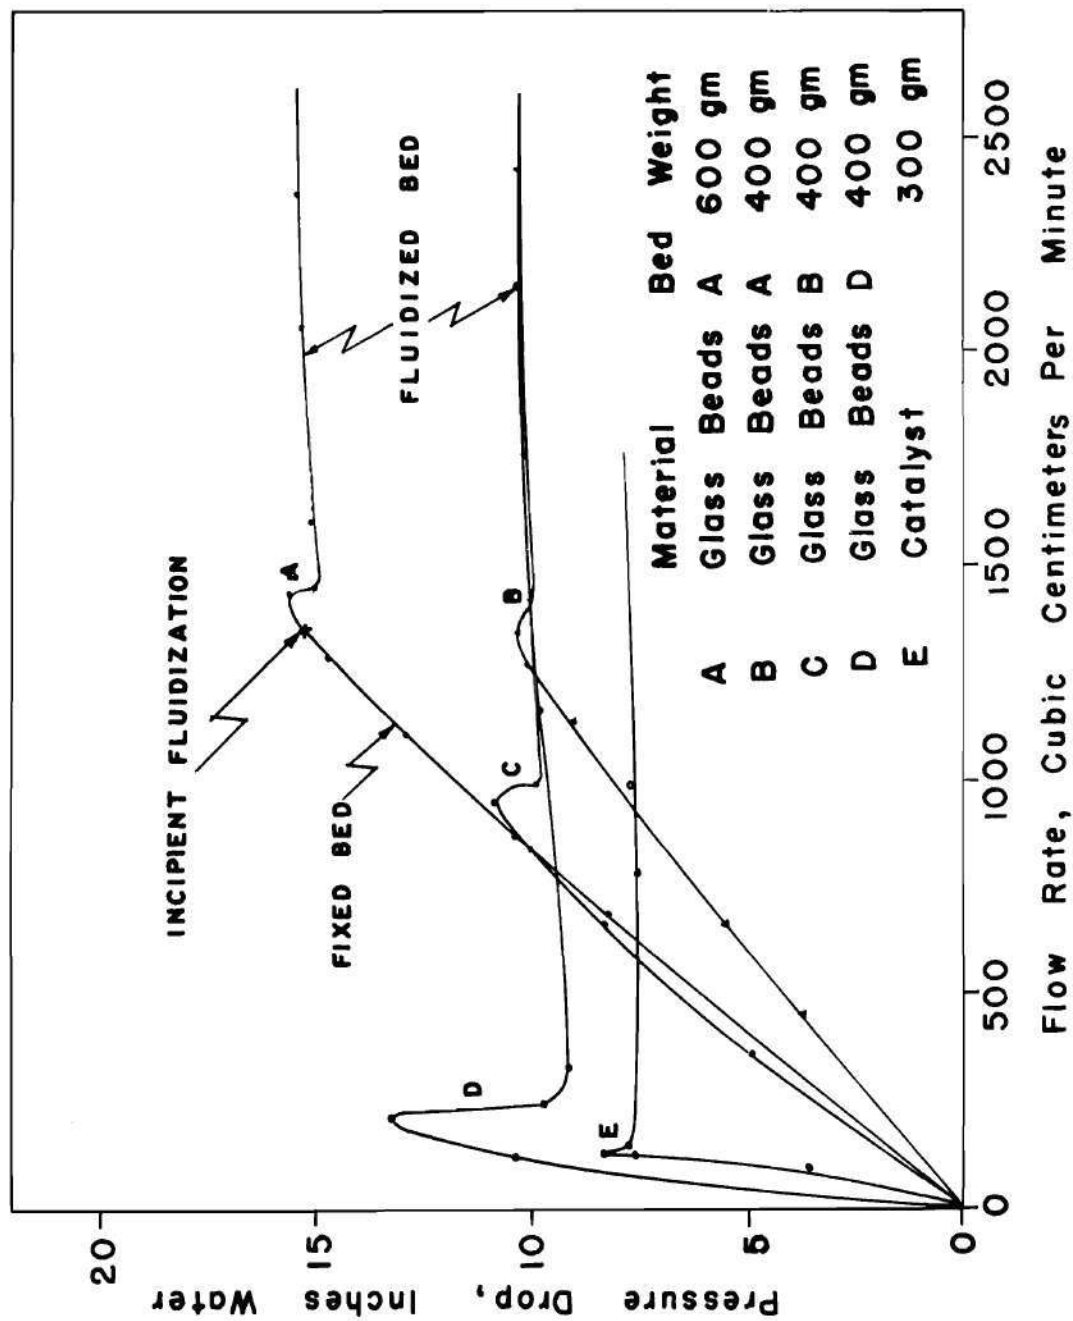 Pressure Drop, Inches Water
20
15
10
5
0
INCIPIENT FLUIDIZATION
FIXED BED
FLUIDIZED BED
A
B
C
D
E
Material Bed Weight
A Glass Beads A 600 gm
B Glass Beads A 400 gm
C Glass Beads B 400 gm
D Glass Beads D 400 gm
E Catalyst 300 gm
0 500 1000 1500 2000 2500
Flow Rate, Cubic Centimeters Per Minute